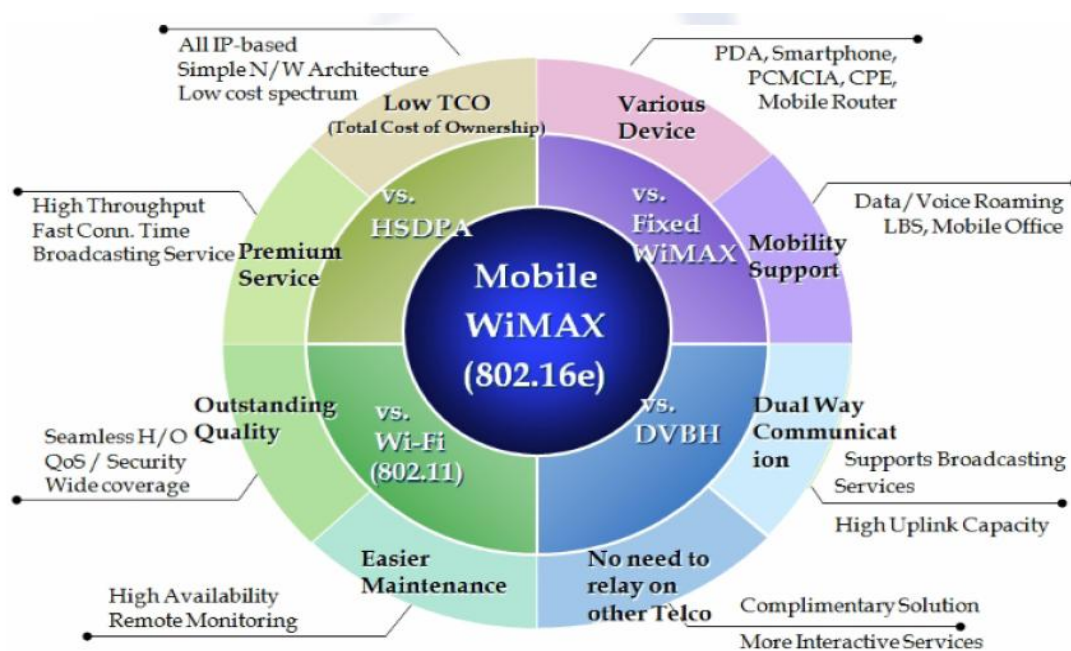 All IP-based
Simple N/W Architecture
Low cost spectrum
Low TCO
(Total Cost of Ownership)
Various
Device
PDA, Smartphone,
PCMCIA, CPE,
Mobile Router
High Throughput
Fast Conn. Time
Broadcasting Service
Premium
Service
vs.
HSDPA
vs.
Fixed
WiMAX
Mobility
Support
Data/Voice Roaming
LBS, Mobile Office
Mobile
WiMAX
(802.16e)
Seamless H/O
QoS / Security
Wide coverage
Outstanding
Quality
vs.
Wi-Fi
(802.11)
vs.
DVBH
Dual Way
Communicat
ion
Supports Broadcasting
Services
High Uplink Capacity
High Availability
Remote Monitoring
Easier
Maintenance
No need to
relay on
other Telco
Complimentary Solution
More Interactive Services